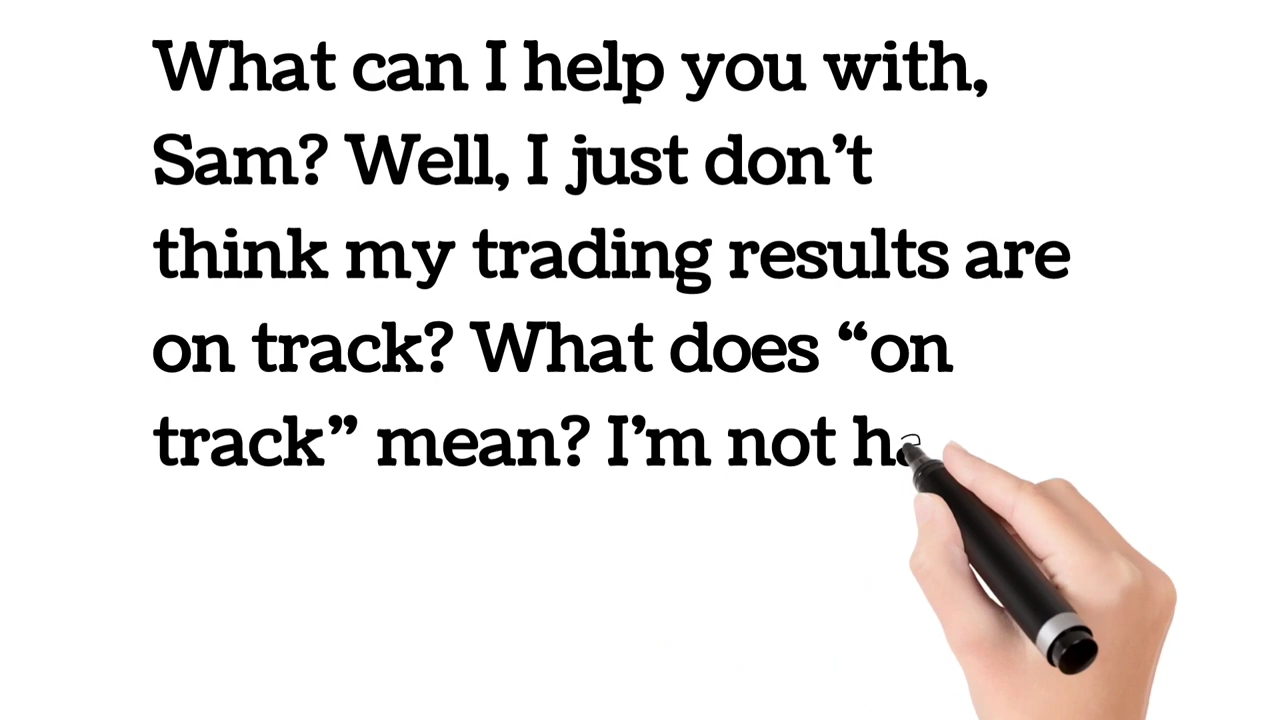 What can I help you with,
Sam? Well, I just don’t
think my trading results are
on track? What does “on
track” mean? I’m not